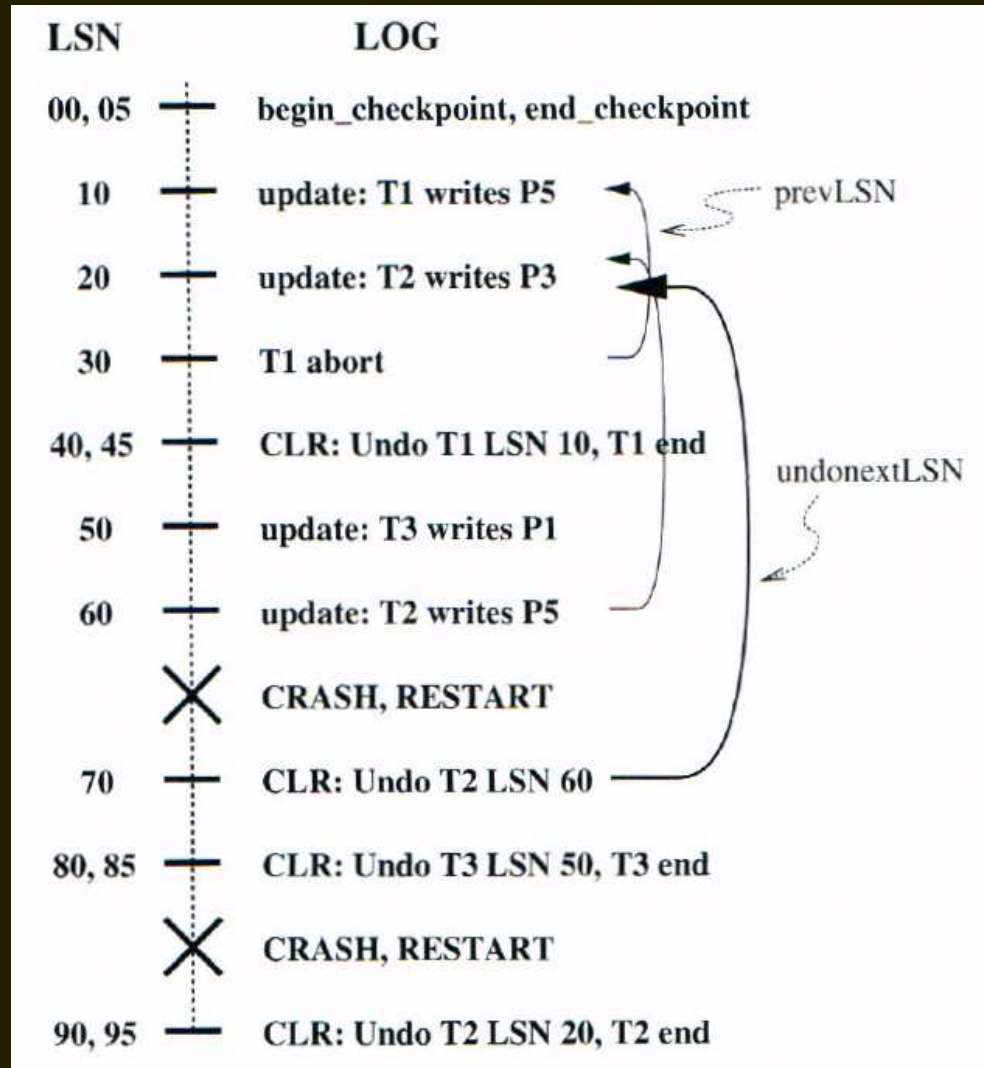 LSN LOG
00, 05 begin_checkpoint, end_checkpoint
10 update: T1 writes P5
prevLSN
20 update: T2 writes P3
30 T1 abort
40, 45 CLR: Undo T1 LSN 10, T1 end
undonextLSN
50 update: T3 writes P1
60 update: T2 writes P5
CRASH, RESTART
70 CLR: Undo T2 LSN 60
80, 85 CLR: Undo T3 LSN 50, T3 end
CRASH, RESTART
90, 95 CLR: Undo T2 LSN 20, T2 end